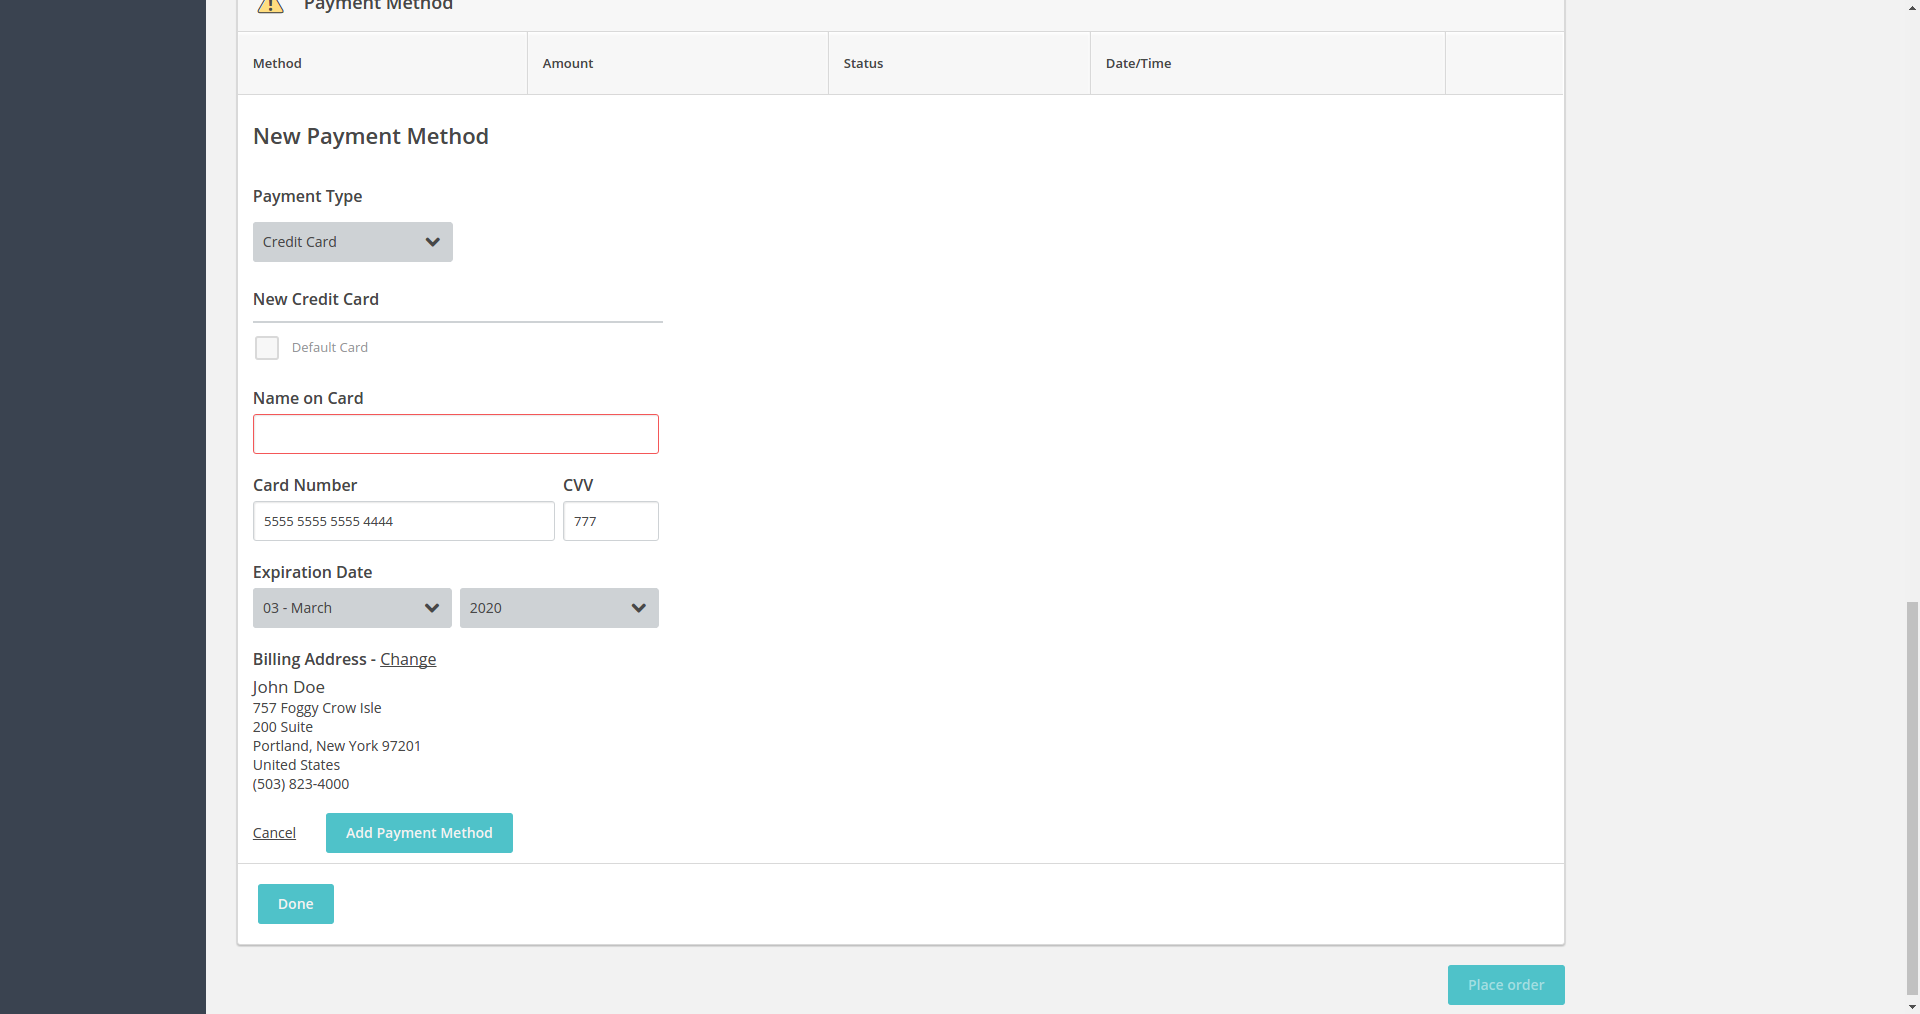 Payment Method
Method Amount Status Date/Time
New Payment Method
Payment Type
Credit Card
New Credit Card
Default Card
Name on Card
Card Number CVV
5555 5555 5555 4444 777
Expiration Date
03 - March 2020
Billing Address - Change
John Doe
757 Foggy Crow Isle
200 Suite
Portland, New York 97201
United States
(503) 823-4000
Cancel Add Payment Method
Done
Place order